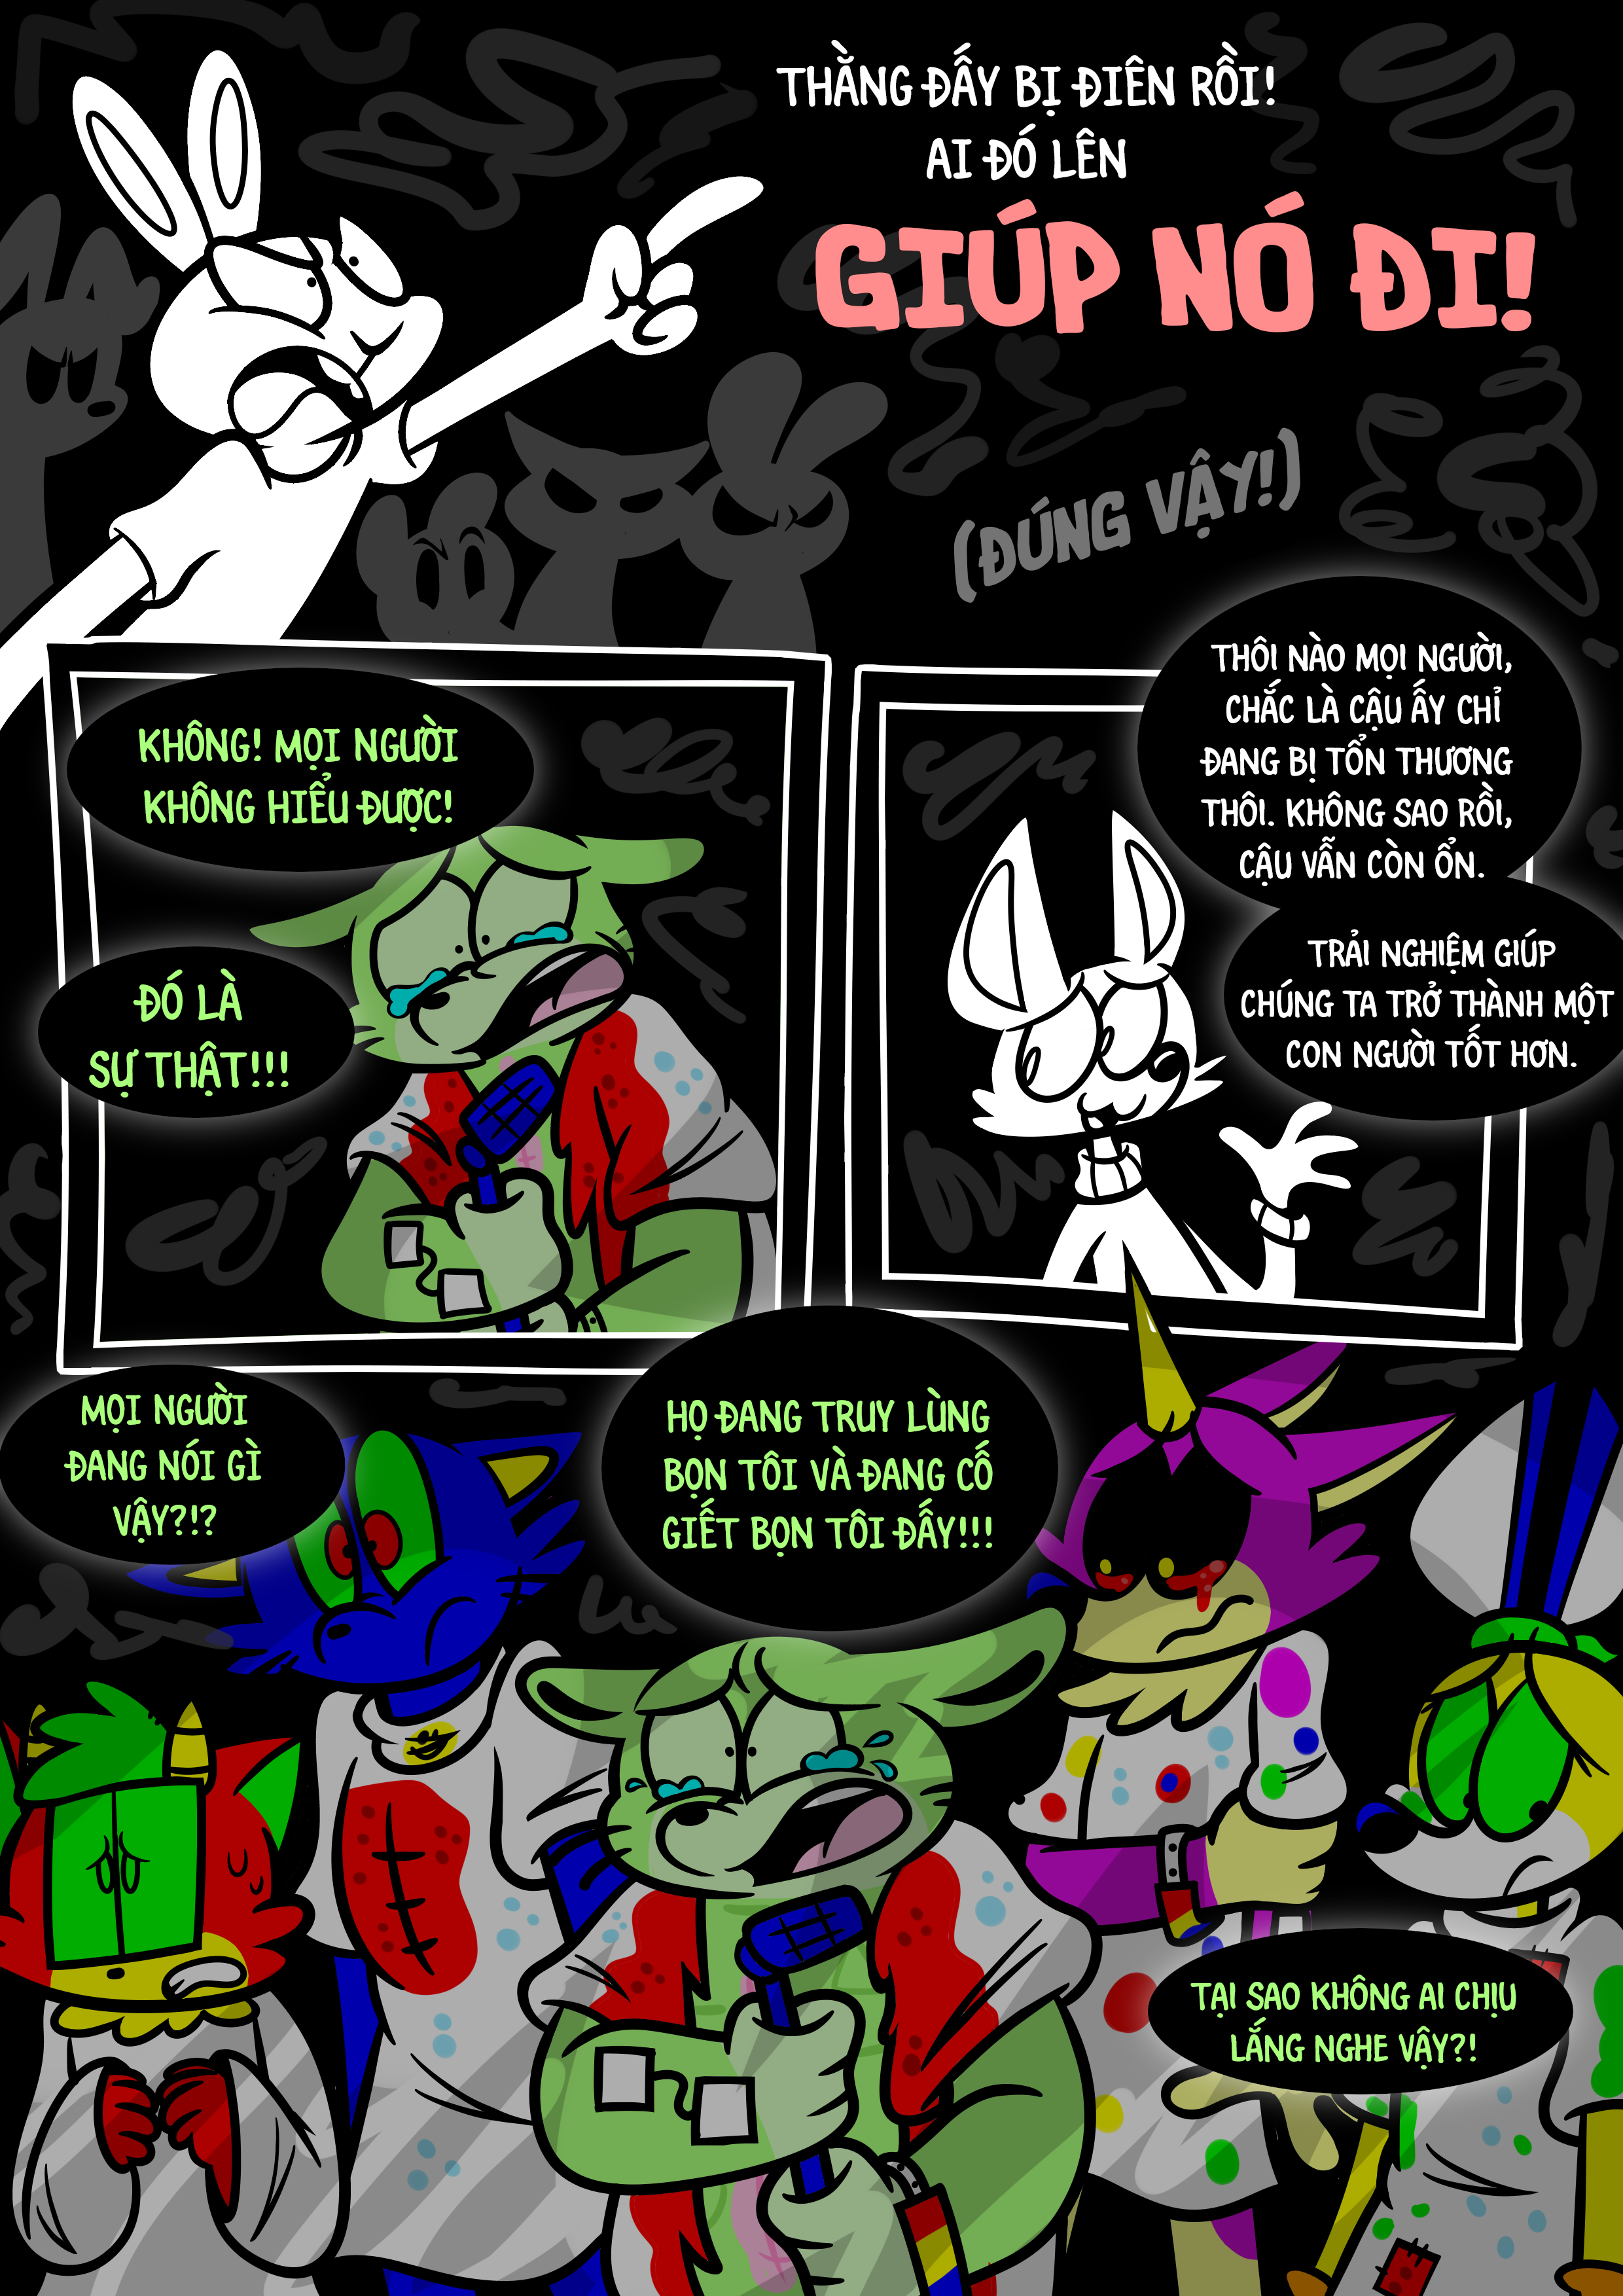 THẰNG ĐẤY BỊ ĐIÊN RỒI!
AI ĐÓ LÊN
GIÚP NÓ ĐI!
(ĐÚNG VẬY!)
KHÔNG! MỌI NGƯỜI
KHÔNG HIỂU ĐƯỢC!
ĐÓ LÀ
SỰ THẬT!!!
THÔI NÀO MỌI NGƯỜI,
CHẮC LÀ CẬU ẤY CHỈ
ĐANG BỊ TỔN THƯƠNG
THÔI. KHÔNG SAO RỒI,
CẬU VẪN CÒN ỔN.
TRẢI NGHIỆM GIÚP
CHÚNG TA TRỞ THÀNH MỘT
CON NGƯỜI TỐT HƠN.
MỌI NGƯỜI
ĐANG NÓI GÌ
VẬY?!?
HỌ ĐANG TRUY LÙNG
BỌN TÔI VÀ ĐANG CỐ
GIẾT BỌN TÔI ĐẤY!!!
TẠI SAO KHÔNG AI CHỊU
LẮNG NGHE VẬY?!